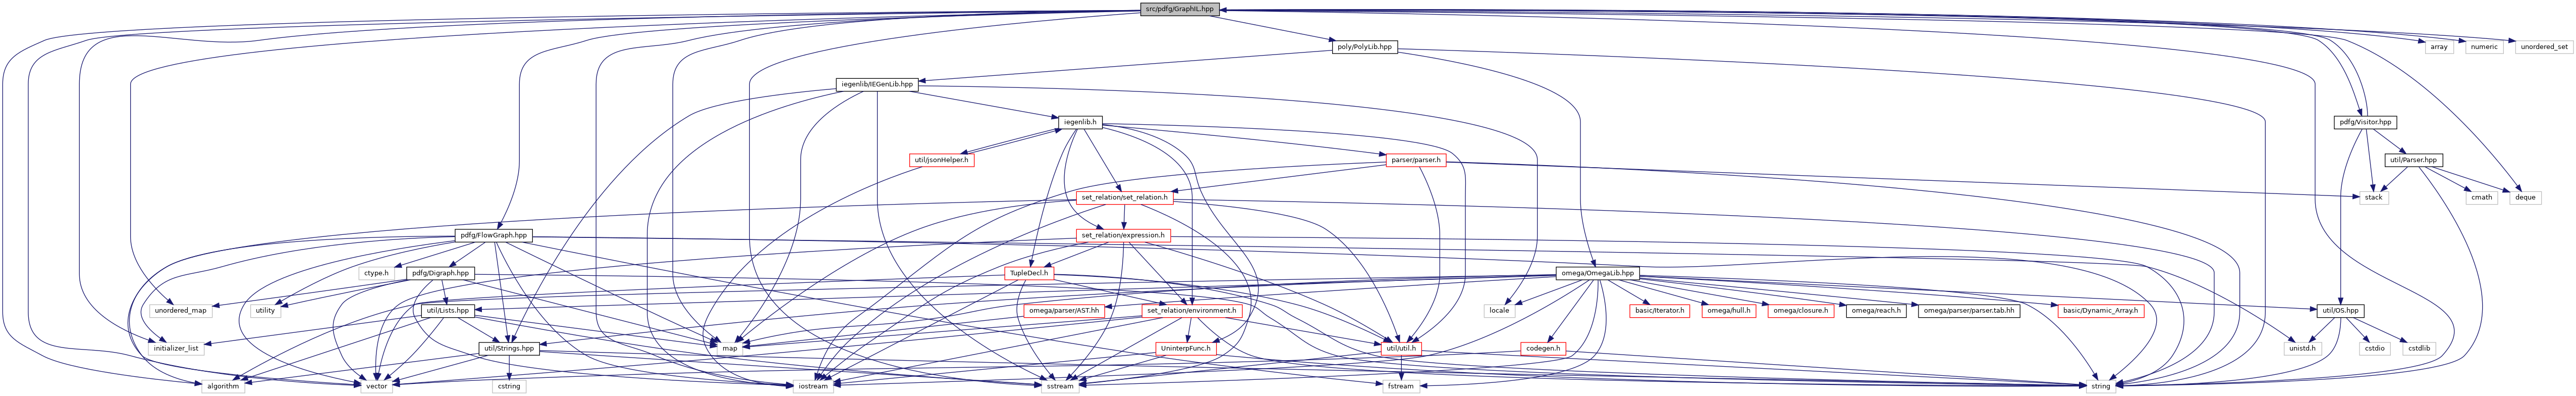 src/pdfg/GraphIL.hpp
poly/PolyLib.hpp
array
numeric
unordered_set
iegenlib/IEGenLib.hpp
iegenlib.h
pdfg/Visitor.hpp
util/jsonHelper.h
parser/parser.h
util/Parser.hpp
set_relation/set_relation.h
stack
cmath
deque
pdfg/FlowGraph.hpp
set_relation/expression.h
ctype.h
pdfg/Digraph.hpp
TupleDecl.h
omega/OmegaLib.hpp
unordered_map
utility
util/Lists.hpp
omega/parser/AST.hh
set_relation/environment.h
locale
basic/Iterator.h
omega/hull.h
omega/closure.h
omega/reach.h
omega/parser/parser.tab.hh
basic/Dynamic_Array.h
util/OS.hpp
initializer_list
util/Strings.hpp
map
UninterpFunc.h
util/util.h
codegen.h
unistd.h
cstdio
cstdlib
algorithm
vector
cstring
iostream
sstream
fstream
string